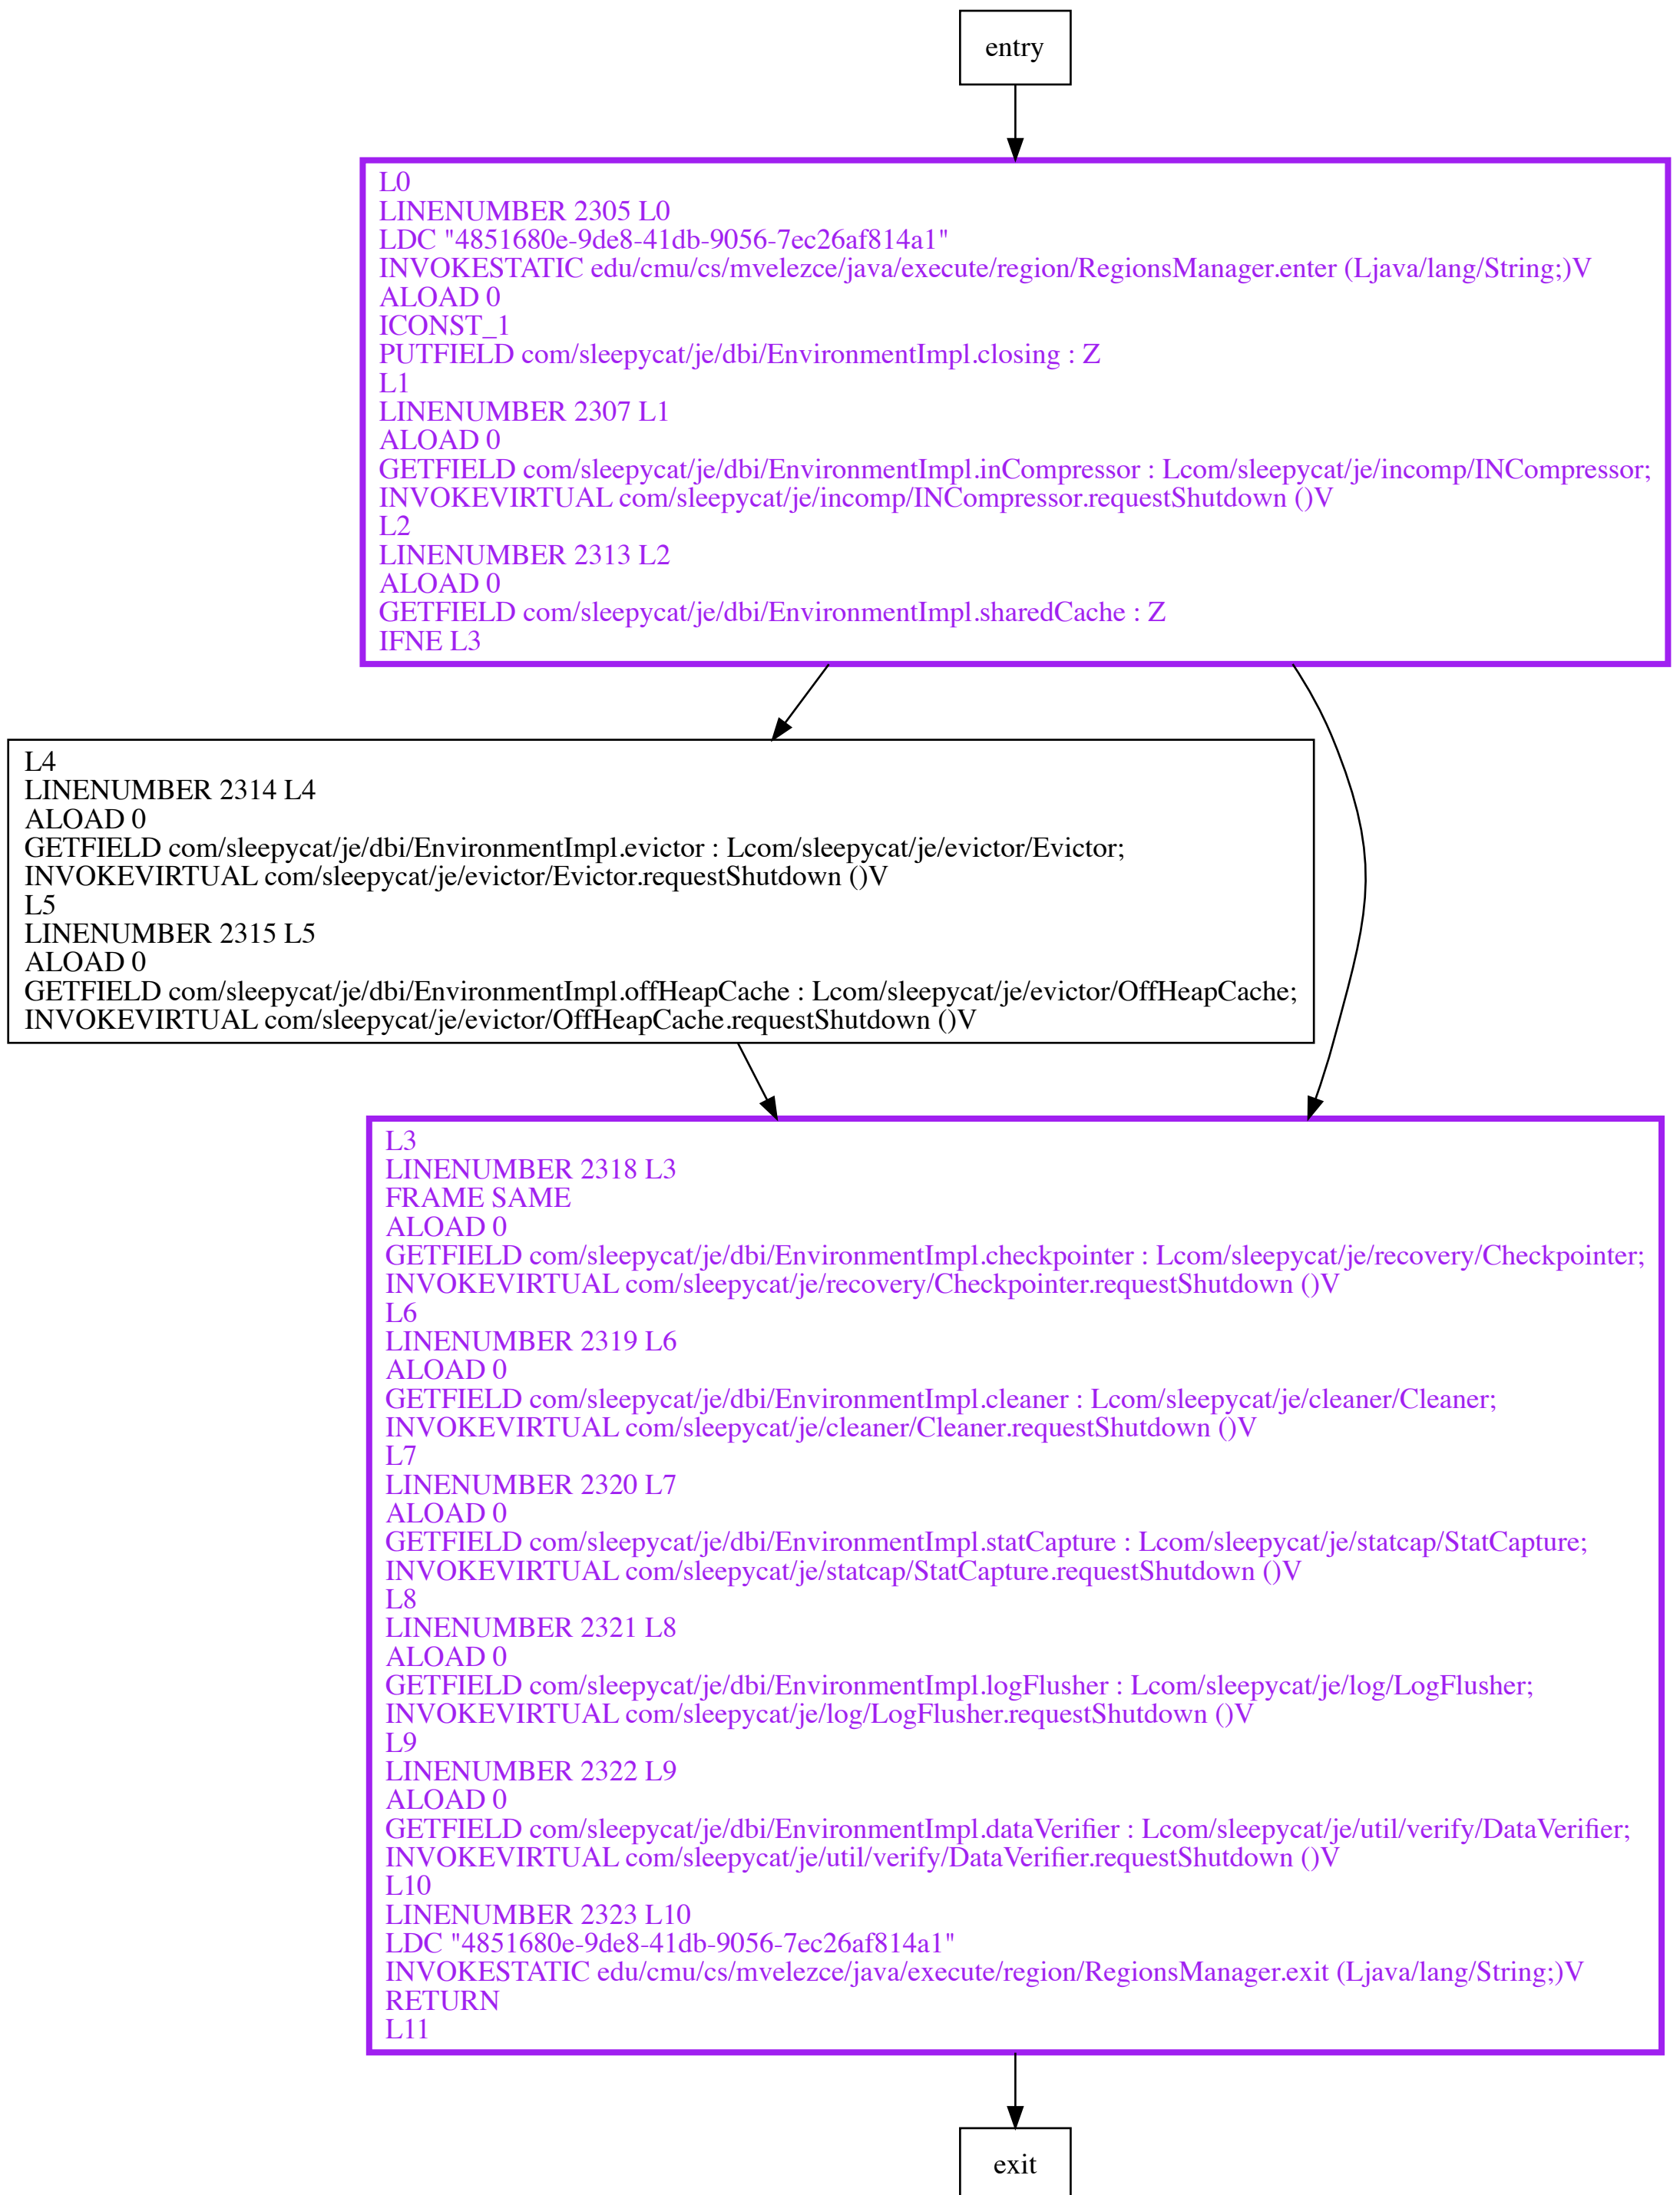 entry
L0
LINENUMBER 2305 L0
LDC "4851680e-9de8-41db-9056-7ec26af814a1"
INVOKESTATIC edu/cmu/cs/mvelezce/java/execute/region/RegionsManager.enter (Ljava/lang/String;)V
ALOAD 0
ICONST_1
PUTFIELD com/sleepycat/je/dbi/EnvironmentImpl.closing : Z
L1
LINENUMBER 2307 L1
ALOAD 0
GETFIELD com/sleepycat/je/dbi/EnvironmentImpl.inCompressor : Lcom/sleepycat/je/incomp/INCompressor;
INVOKEVIRTUAL com/sleepycat/je/incomp/INCompressor.requestShutdown ()V
L2
LINENUMBER 2313 L2
ALOAD 0
GETFIELD com/sleepycat/je/dbi/EnvironmentImpl.sharedCache : Z
IFNE L3
L4
LINENUMBER 2314 L4
ALOAD 0
GETFIELD com/sleepycat/je/dbi/EnvironmentImpl.evictor : Lcom/sleepycat/je/evictor/Evictor;
INVOKEVIRTUAL com/sleepycat/je/evictor/Evictor.requestShutdown ()V
L5
LINENUMBER 2315 L5
ALOAD 0
GETFIELD com/sleepycat/je/dbi/EnvironmentImpl.offHeapCache : Lcom/sleepycat/je/evictor/OffHeapCache;
INVOKEVIRTUAL com/sleepycat/je/evictor/OffHeapCache.requestShutdown ()V
L3
LINENUMBER 2318 L3
FRAME SAME
ALOAD 0
GETFIELD com/sleepycat/je/dbi/EnvironmentImpl.checkpointer : Lcom/sleepycat/je/recovery/Checkpointer;
INVOKEVIRTUAL com/sleepycat/je/recovery/Checkpointer.requestShutdown ()V
L6
LINENUMBER 2319 L6
ALOAD 0
GETFIELD com/sleepycat/je/dbi/EnvironmentImpl.cleaner : Lcom/sleepycat/je/cleaner/Cleaner;
INVOKEVIRTUAL com/sleepycat/je/cleaner/Cleaner.requestShutdown ()V
L7
LINENUMBER 2320 L7
ALOAD 0
GETFIELD com/sleepycat/je/dbi/EnvironmentImpl.statCapture : Lcom/sleepycat/je/statcap/StatCapture;
INVOKEVIRTUAL com/sleepycat/je/statcap/StatCapture.requestShutdown ()V
L8
LINENUMBER 2321 L8
ALOAD 0
GETFIELD com/sleepycat/je/dbi/EnvironmentImpl.logFlusher : Lcom/sleepycat/je/log/LogFlusher;
INVOKEVIRTUAL com/sleepycat/je/log/LogFlusher.requestShutdown ()V
L9
LINENUMBER 2322 L9
ALOAD 0
GETFIELD com/sleepycat/je/dbi/EnvironmentImpl.dataVerifier : Lcom/sleepycat/je/util/verify/DataVerifier;
INVOKEVIRTUAL com/sleepycat/je/util/verify/DataVerifier.requestShutdown ()V
L10
LINENUMBER 2323 L10
LDC "4851680e-9de8-41db-9056-7ec26af814a1"
INVOKESTATIC edu/cmu/cs/mvelezce/java/execute/region/RegionsManager.exit (Ljava/lang/String;)V
RETURN
L11
exit